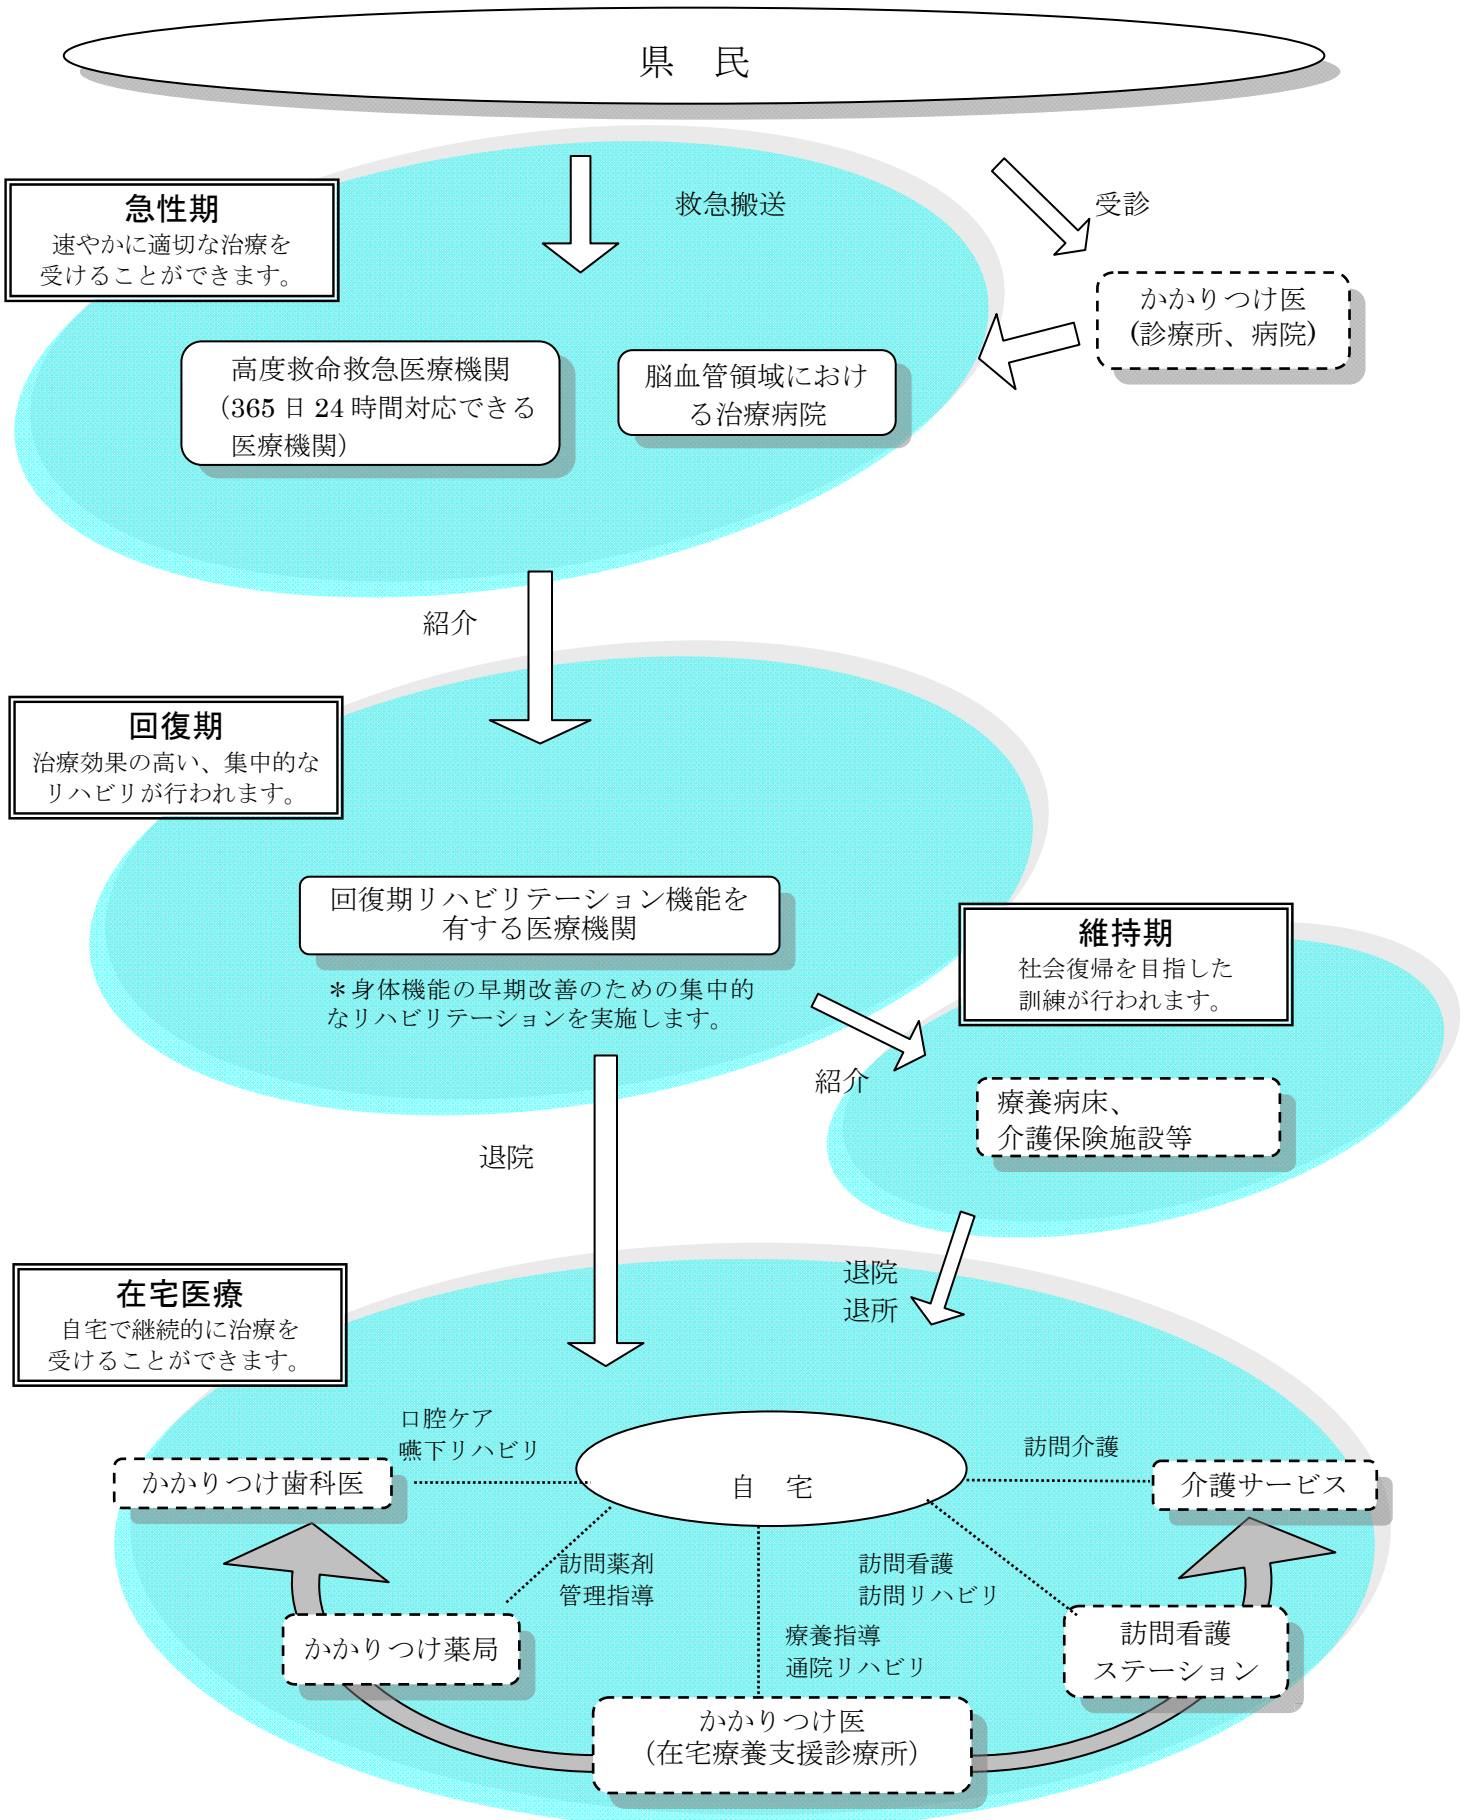 県　民
急性期
速やかに適切な治療を
受けることができます。
救急搬送
受診
かかりつけ医
(診療所、病院)
高度救命救急医療機関
（365 日 24 時間対応できる
医療機関）
脳血管領域におけ
る治療病院
紹介
回復期
治療効果の高い、集中的な
リハビリが行われます。
回復期リハビリテーション機能を
有する医療機関
＊身体機能の早期改善のための集中的
なリハビリテーションを実施します。
維持期
社会復帰を目指した
訓練が行われます。
紹介
療養病床、
介護保険施設等
退院
退院
退所
在宅医療
自宅で継続的に治療を
受けることができます。
口腔ケア
嚥下リハビリ
かかりつけ歯科医
自　宅
訪問介護
介護サービス
訪問薬剤
管理指導
訪問看護
訪問リハビリ
かかりつけ薬局
療養指導
通院リハビリ
訪問看護
ステーション
かかりつけ医
（在宅療養支援診療所）